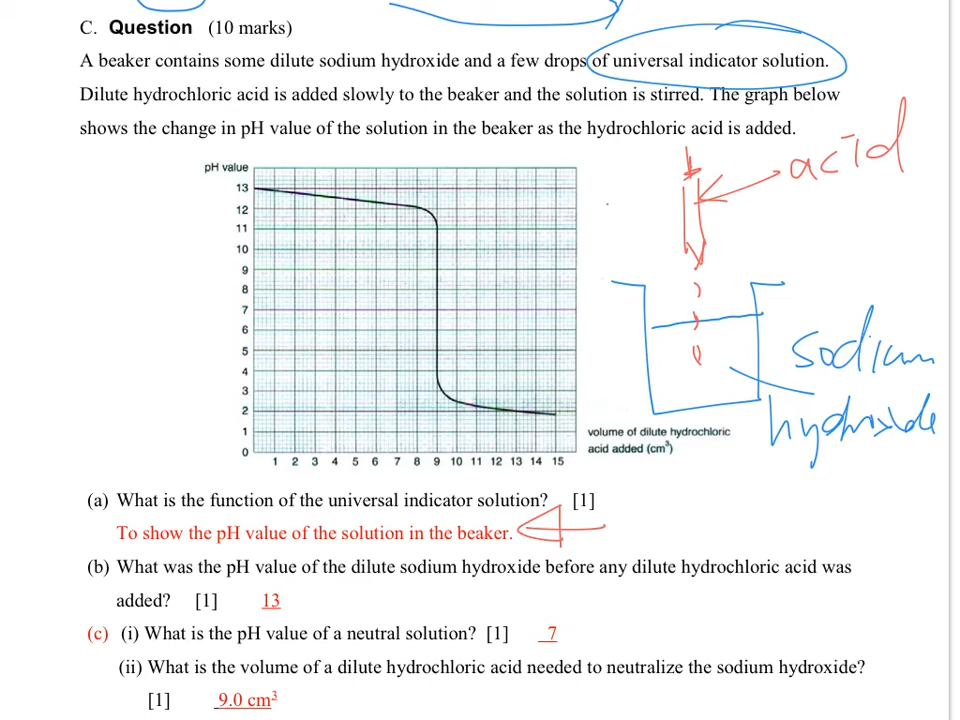 C. Question (10 marks)
A beaker contains some dilute sodium hydroxide and a few drops of universal indicator solution.
Dilute hydrochloric acid is added slowly to the beaker and the solution is stirred. The graph below
shows the change in pH value of the solution in the beaker as the hydrochloric acid is added.
acid
pH value
13
12
11
10
9
8
7
6
5
4
3
2
1
0
1 2 3 4 5 6 7 8 9 10 11 12 13 14 15
volume of dilute hydrochloric
acid added (cm³)
sodium
hydroxide
(a) What is the function of the universal indicator solution? [1]
To show the pH value of the solution in the beaker.
(b) What was the pH value of the dilute sodium hydroxide before any dilute hydrochloric acid was
added? [1] 13
(c) (i) What is the pH value of a neutral solution? [1] 7
(ii) What is the volume of a dilute hydrochloric acid needed to neutralize the sodium hydroxide?
[1] 9.0 cm³